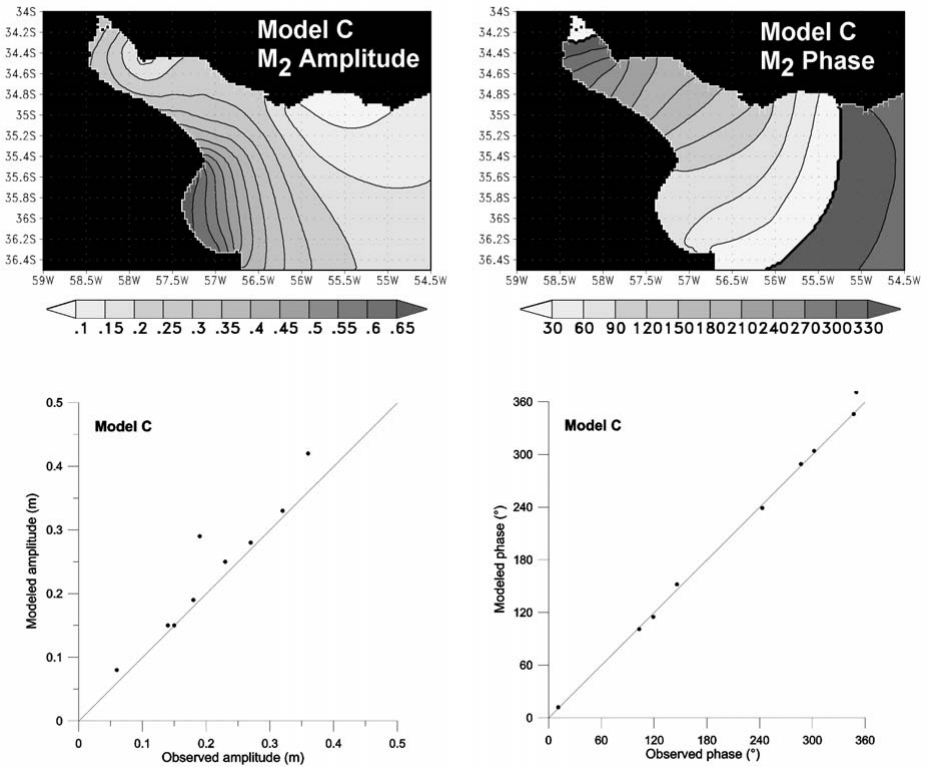 Model C
M2 Amplitude
34S
34.2S
34.4S
34.6S
34.8S
35S
35.2S
35.4S
35.6S
35.8S
36S
36.2S
36.4S
59W 58.5W 58W 57.5W 57W 56.5W 56W 55.5W 55W 54.5W
.1 .15 .2 .25 .3 .35 .4 .45 .5 .55 .6 .65
Model C
M2 Phase
34S
34.2S
34.4S
34.6S
34.8S
35S
35.2S
35.4S
35.6S
35.8S
36S
36.2S
36.4S
59W 58.5W 58W 57.5W 57W 56.5W 56W 55.5W 55W 54.5W
30 60 90 120 150 180 210 240 270 300 330
Model C
Modeled amplitude (m)
0.5
0.4
0.3
0.2
0.1
0
0 0.1 0.2 0.3 0.4 0.5
Observed amplitude (m)
Model C
Modeled phase (°)
360
300
240
180
120
60
0
0 60 120 180 240 300 360
Observed phase (°)